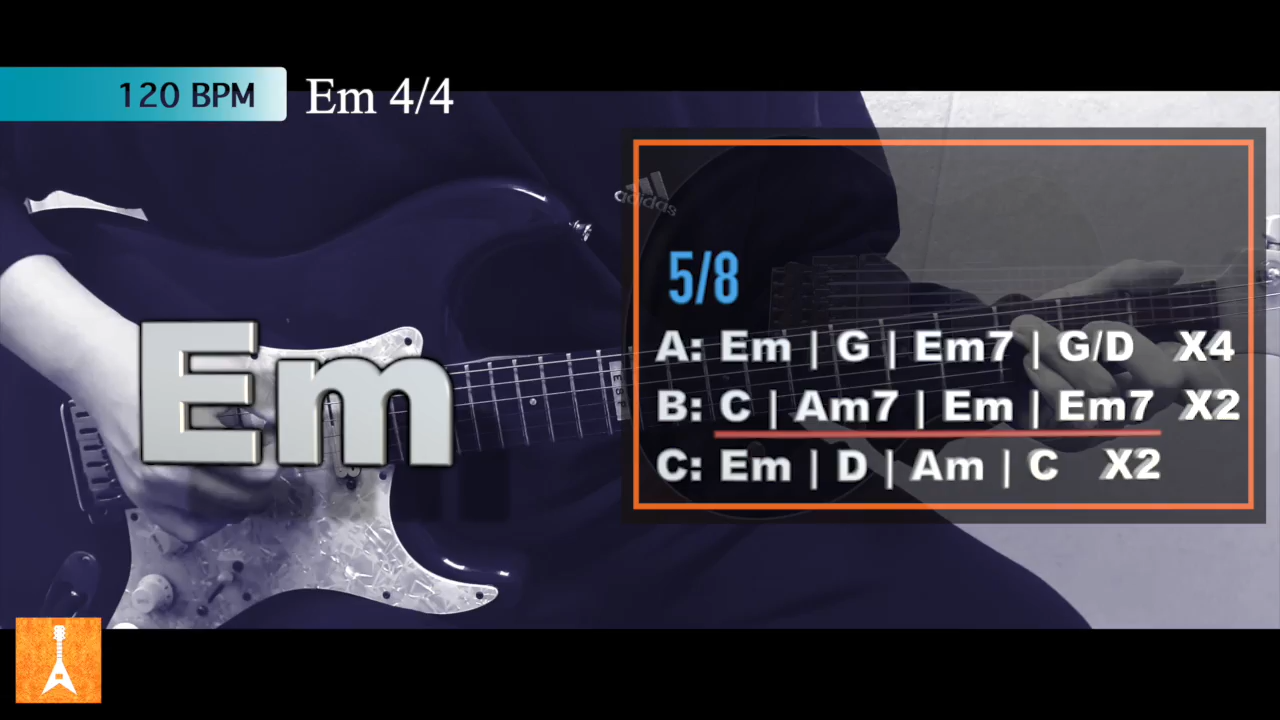 120 BPM Em 4/4
adidas
5/8
Em
A: Em | G | Em7 | G/D X4
B: C | Am7 | Em | Em7 X2
C: Em | D | Am | C X2